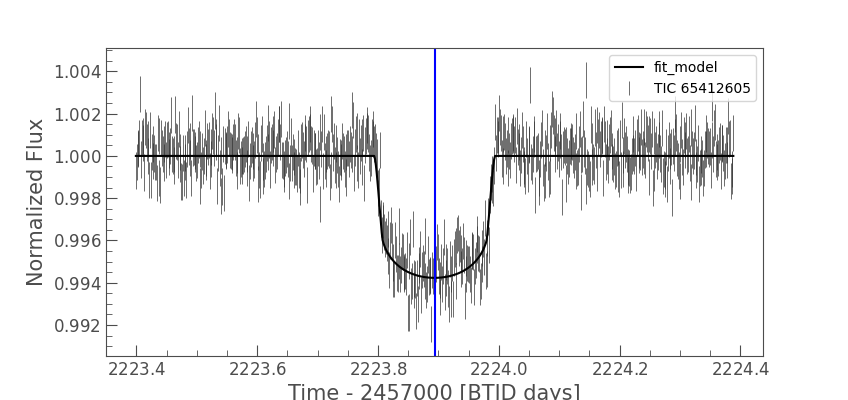 fit_model
TIC 65412605
1.004
1.002
1.000
0.998
0.996
0.994
0.992
Normalized Flux
2223.4 2223.6 2223.8 2224.0 2224.2 2224.4
Time - 2457000 [BTJD days]